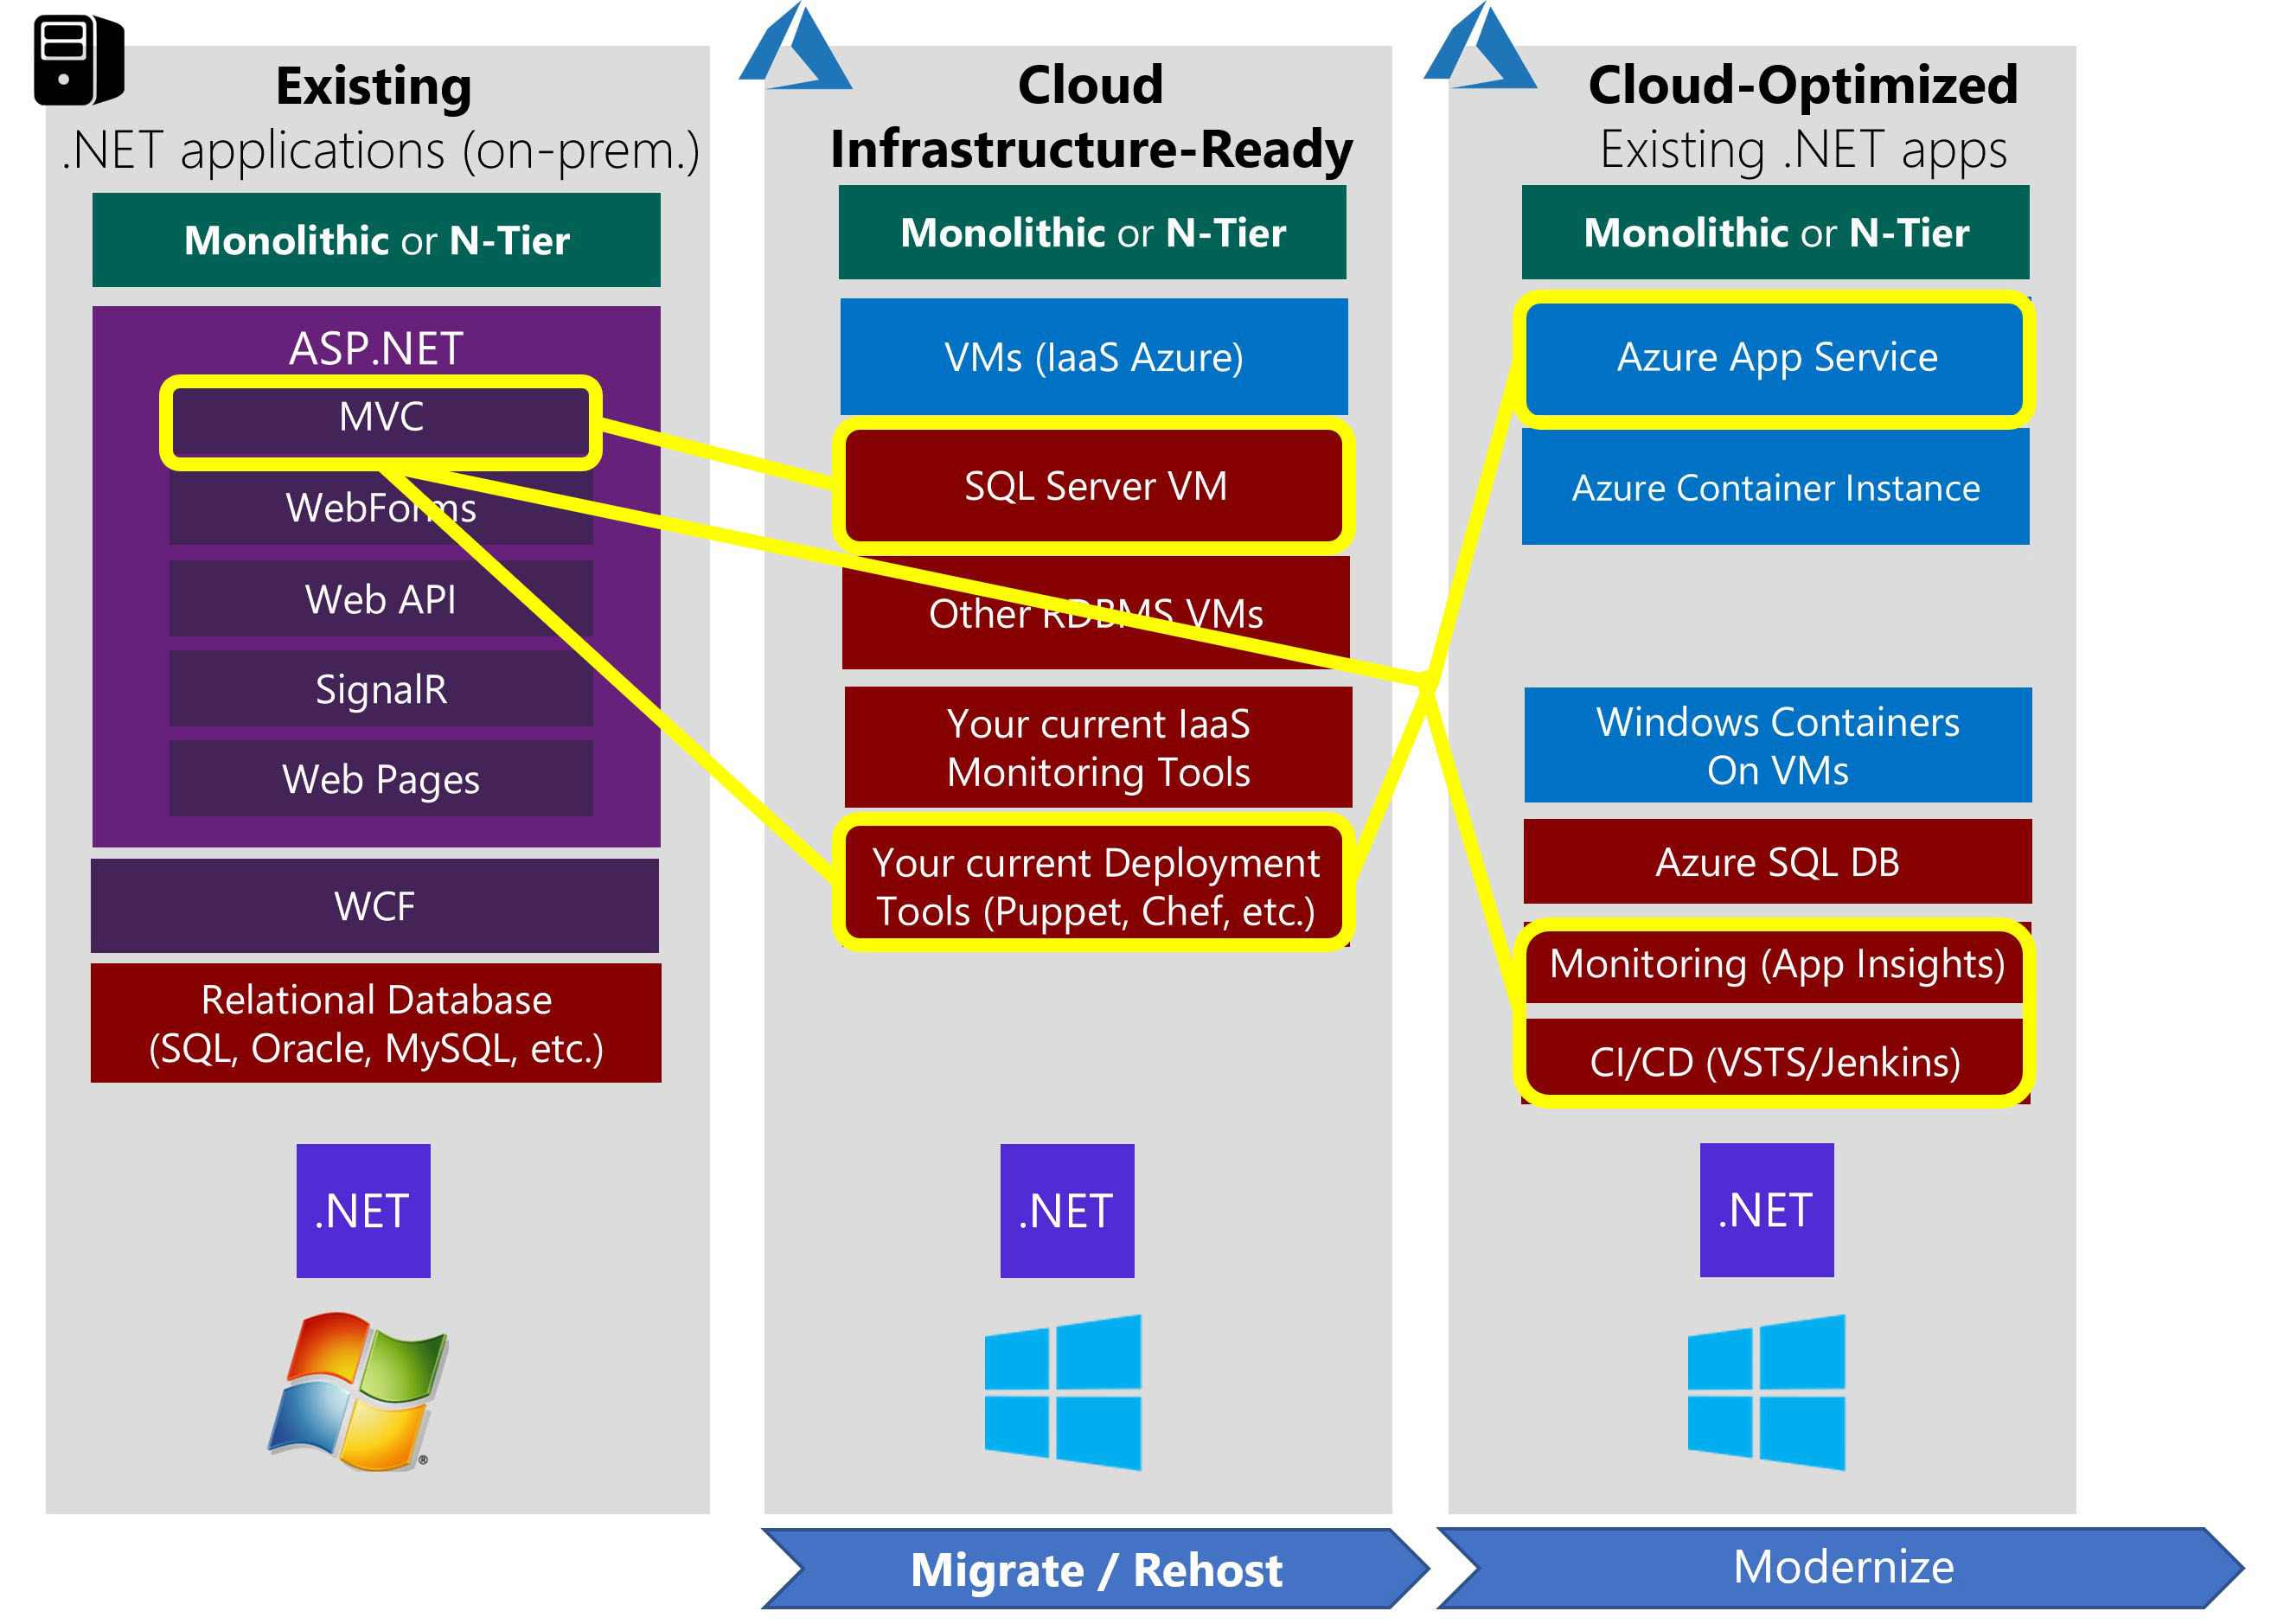 Existing
.NET applications (on-prem.)
Monolithic or N-Tier
ASP.NET
MVC
WebForms
Web API
SignalR
Web Pages
WCF
Relational Database
(SQL, Oracle, MySQL, etc.)
.NET
®
Cloud
Infrastructure-Ready
Monolithic or N-Tier
VMs (IaaS Azure)
SQL Server VM
Other RDBMS VMs
Your current IaaS
Monitoring Tools
Your current Deployment
Tools (Puppet, Chef, etc.)
.NET
Migrate / Rehost
Cloud-Optimized
Existing .NET apps
Monolithic or N-Tier
Azure App Service
Azure Container Instance
Windows Containers
On VMs
Azure SQL DB
Monitoring (App Insights)
CI/CD (VSTS/Jenkins)
.NET
Modernize